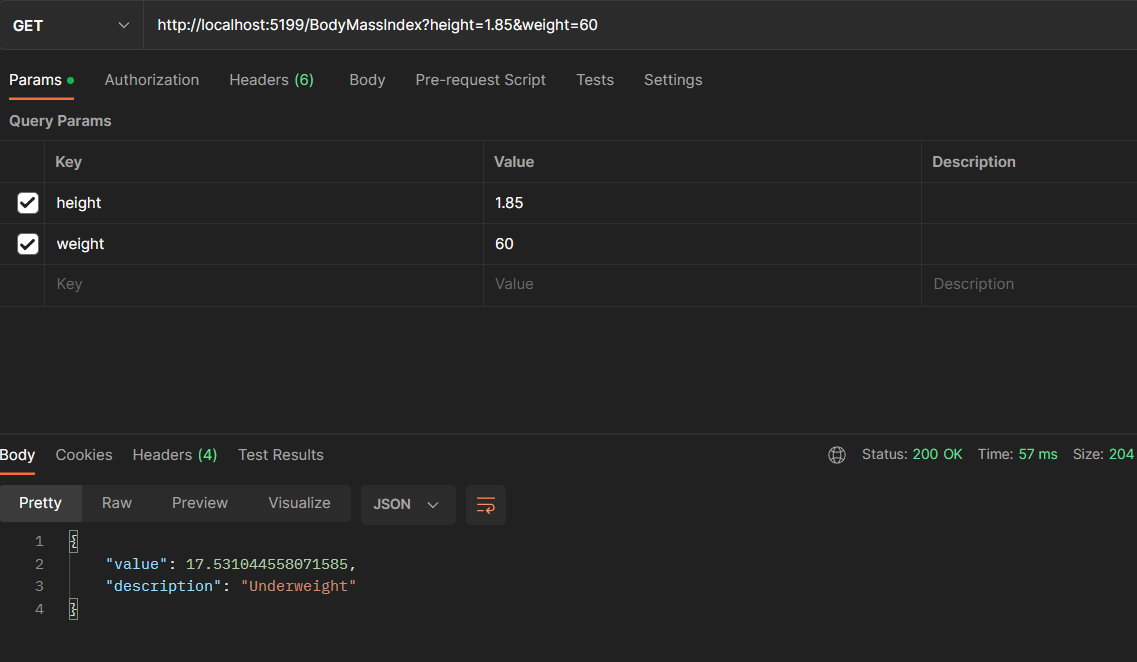 GET http://localhost:5199/BodyMassIndex?height=1.85&weight=60
Params Authorization Headers (6) Body Pre-request Script Tests Settings
Query Params
Key Value Description
height 1.85
weight 60
Key Value Description
Body Cookies Headers (4) Test Results Status: 200 OK Time: 57 ms Size: 204
Pretty Raw Preview Visualize JSON
1 {
2 "value": 17.531044558071585,
3 "description": "Underweight"
4 }